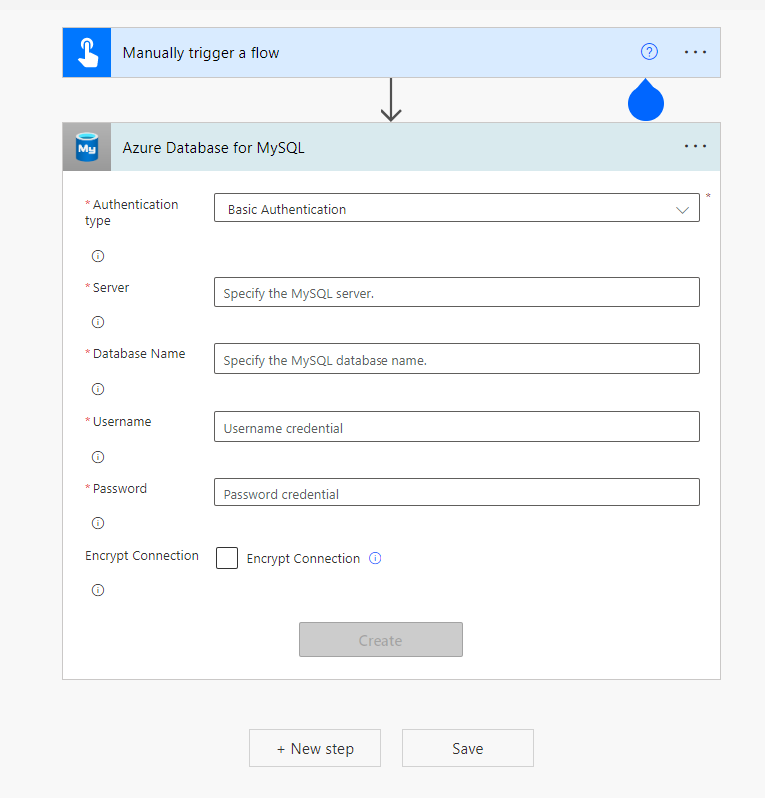 Manually trigger a flow
?
...
My
Azure Database for MySQL
...
* Authentication type
Basic Authentication
*
* Server
Specify the MySQL server.
* Database Name
Specify the MySQL database name.
* Username
Username credential
* Password
Password credential
Encrypt Connection
Encrypt Connection
Create
+ New step
Save